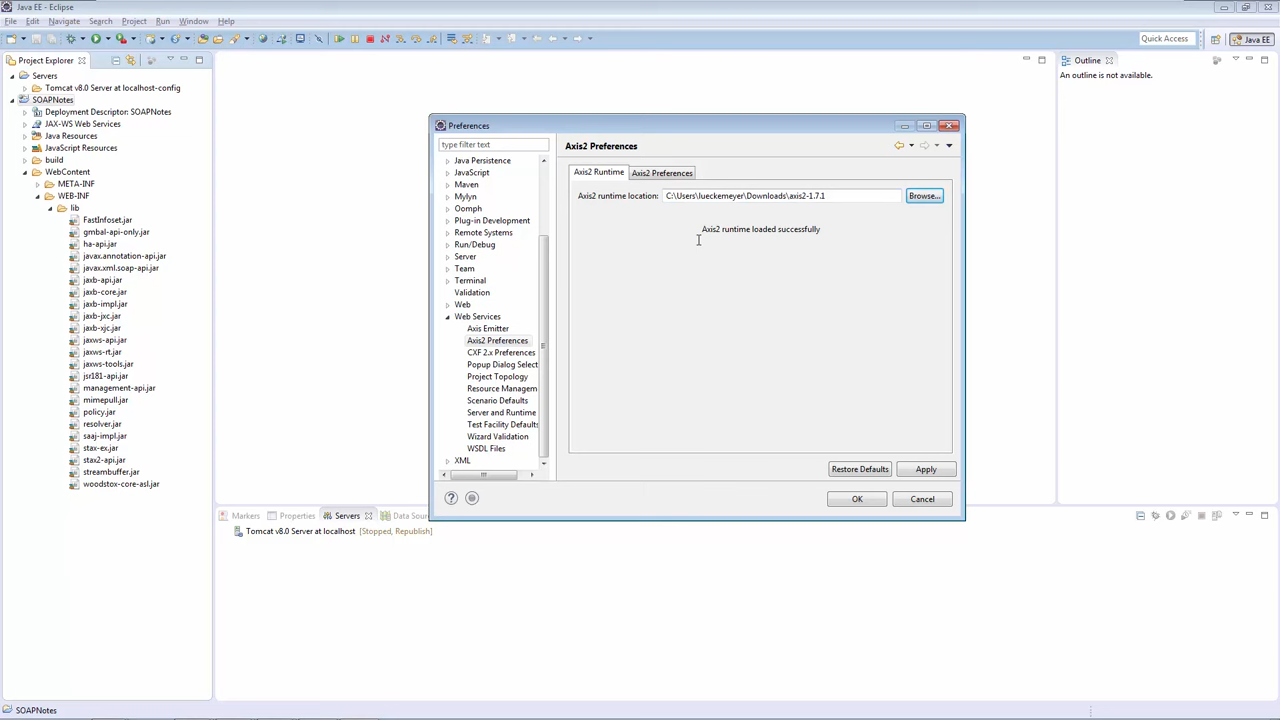 Java EE - Eclipse
File Edit Navigate Search Project Run Window Help
Quick Access
Java EE
Project Explorer
Servers
Tomcat v8.0 Server at localhost-config
SOAPNotes
Deployment Descriptor: SOAPNotes
JAX-WS Web Services
Java Resources
JavaScript Resources
build
WebContent
META-INF
WEB-INF
lib
FastInfoset.jar
gmbal-api-only.jar
ha-api.jar
javax.annotation-api.jar
javax.xml.soap-api.jar
jaxb-api.jar
jaxb-core.jar
jaxb-impl.jar
jaxb-jxc.jar
jaxb-xjc.jar
jaxws-api.jar
jaxws-rt.jar
jaxws-tools.jar
jsr181-api.jar
management-api.jar
mimepull.jar
policy.jar
resolver.jar
saaj-impl.jar
stax-ex.jar
stax2-api.jar
streambuffer.jar
woodstox-core-asl.jar
Preferences
type filter text
Java Persistence
JavaScript
Maven
Mylyn
Oomph
Plug-in Development
Remote Systems
Run/Debug
Server
Team
Terminal
Validation
Web
Web Services
Axis Emitter
Axis2 Preferences
CXF 2.x Preferences
Popup Dialog Select
Project Topology
Resource Managem
Scenario Defaults
Server and Runtime
Test Facility Defaults
Wizard Validation
WSDL Files
XML
Axis2 Preferences
Axis2 Runtime Axis2 Preferences
Axis2 runtime location: C:\Users\lueckemeyer\Downloads\axis2-1.7.1 Browse...
Axis2 runtime loaded successfully
Restore Defaults Apply
OK Cancel
Outline
An outline is not available.
Markers Properties Servers Data Sour
Tomcat v8.0 Server at localhost [Stopped, Republish]
SOAPNotes